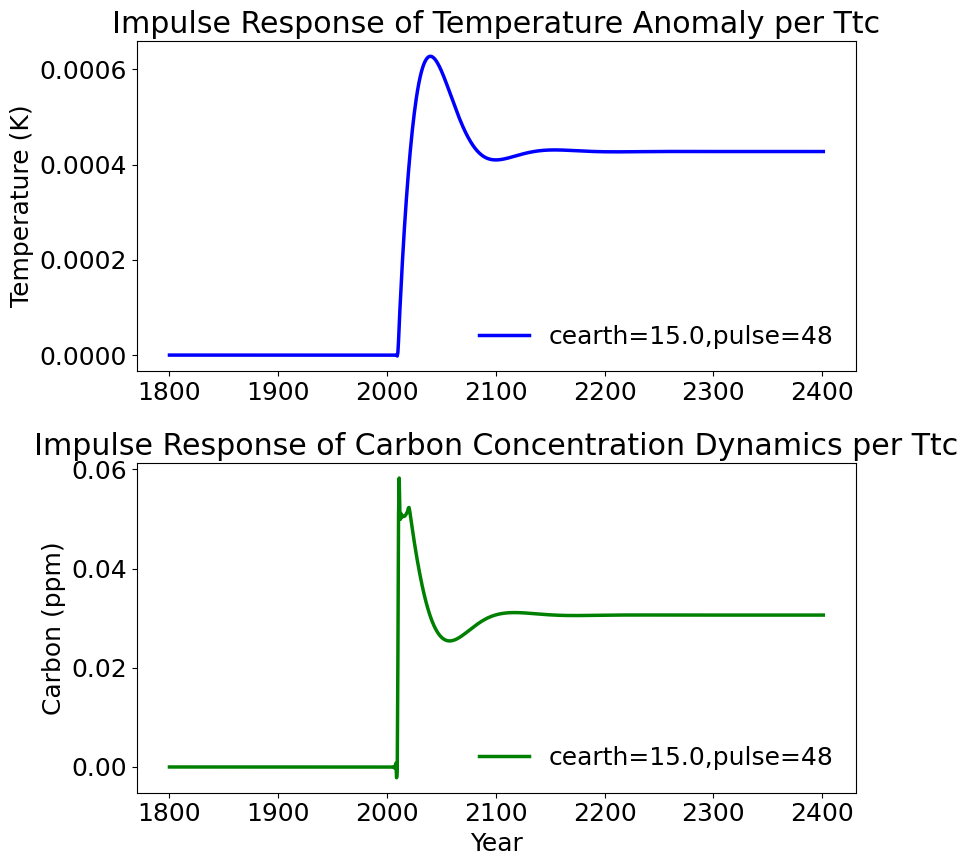 Impulse Response of Temperature Anomaly per Ttc
Temperature (K)
0.0006
0.0004
0.0002
0.0000
cearth=15.0,pulse=48
1800 1900 2000 2100 2200 2300 2400
Impulse Response of Carbon Concentration Dynamics per Ttc
Carbon (ppm)
0.06
0.04
0.02
0.00
cearth=15.0,pulse=48
1800 1900 2000 2100 2200 2300 2400
Year